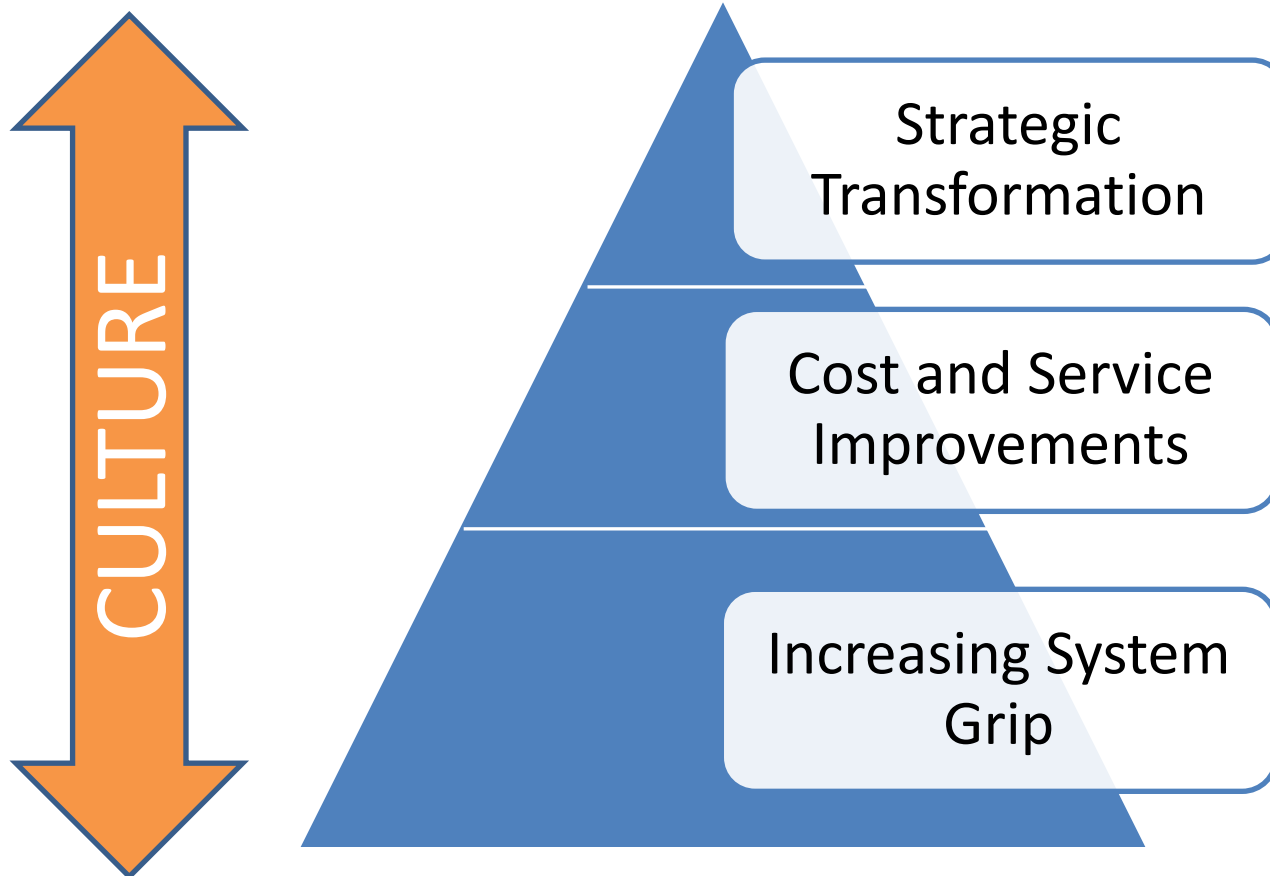 CULTURE
Strategic
Transformation
Cost and Service
Improvements
Increasing System
Grip